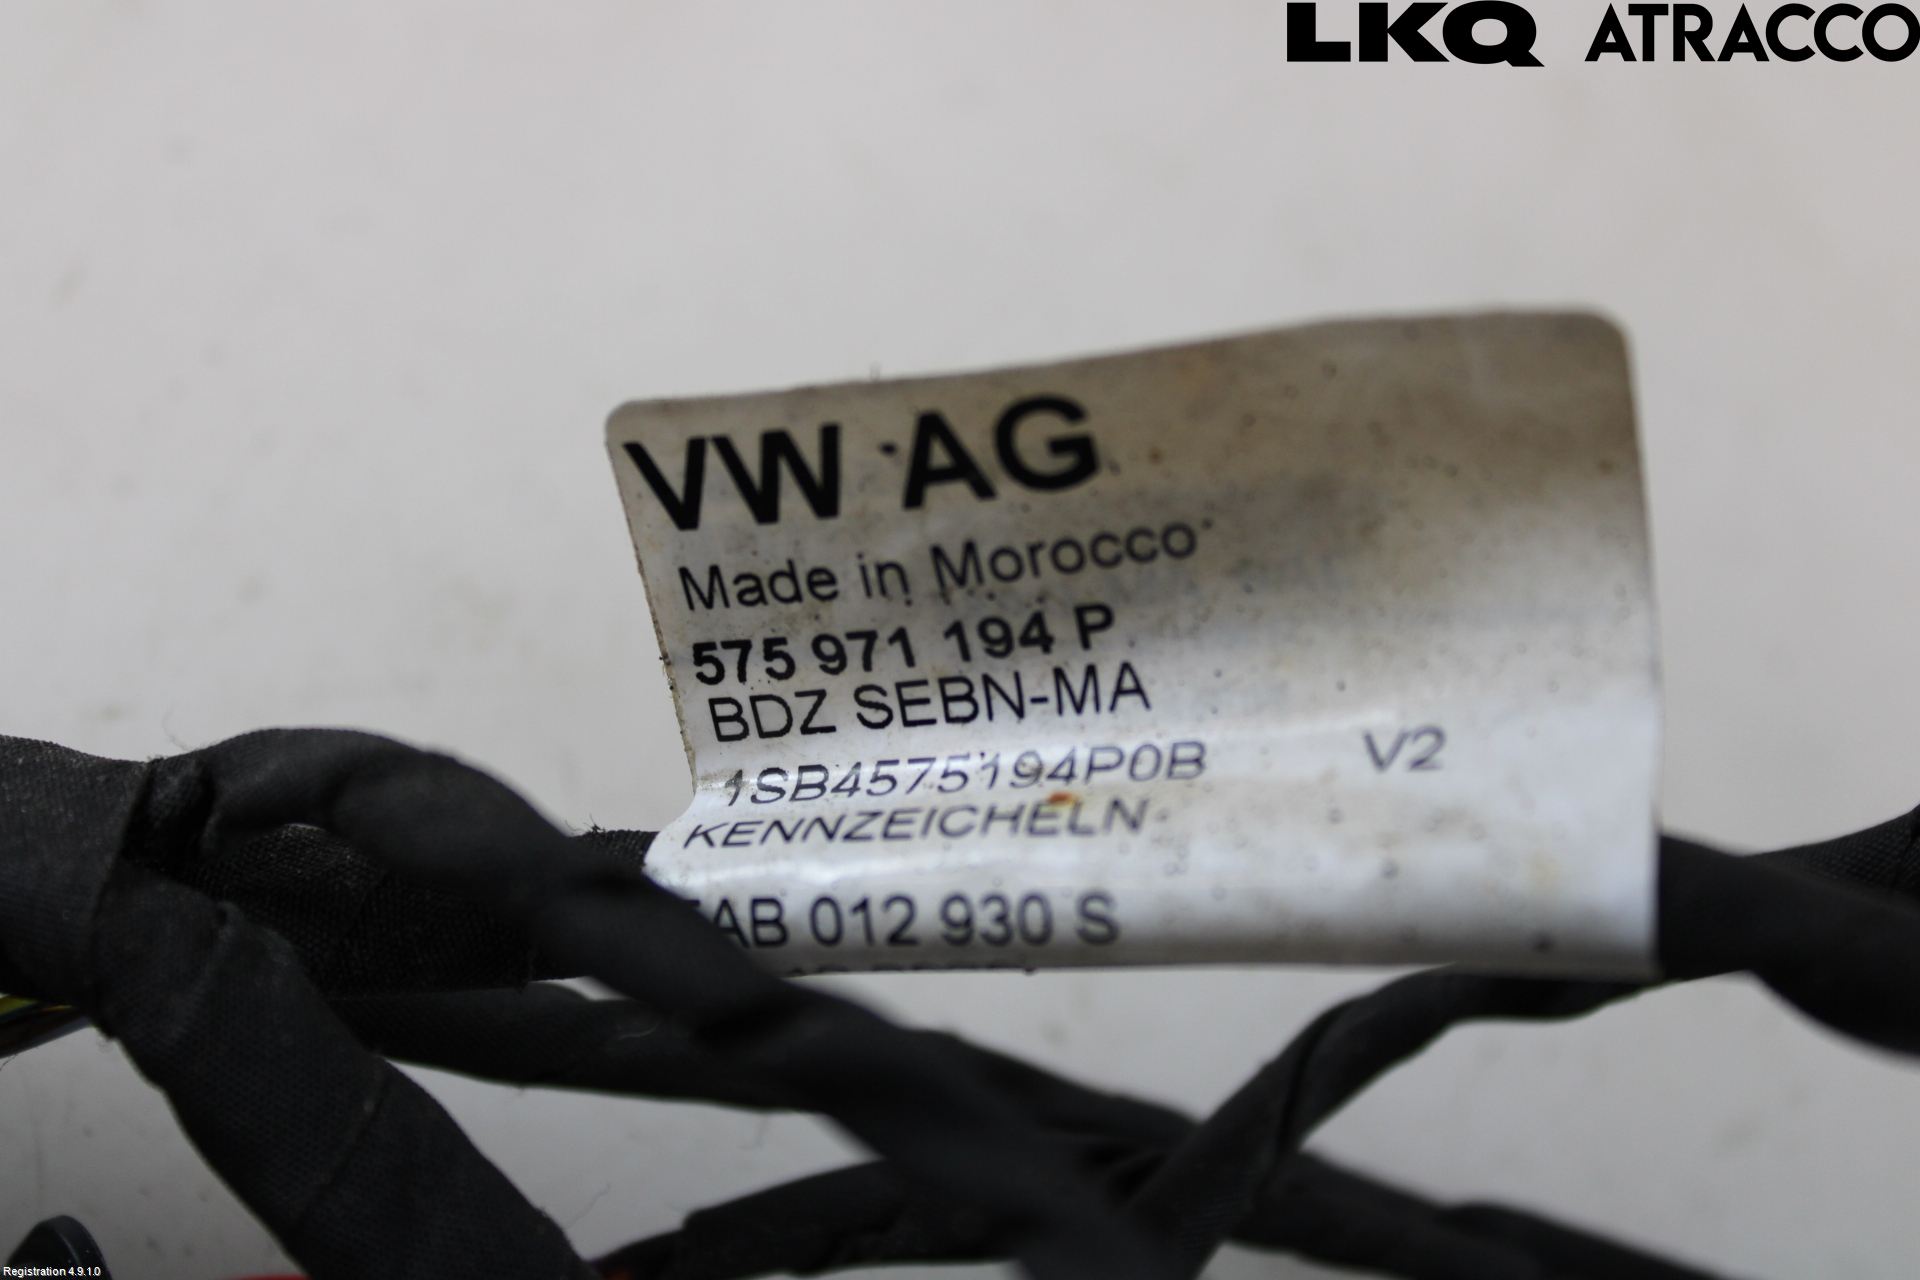 LKQ ATRACCO
VW AG
Made in Morocco
575 971 194 P
BDZ SEBN-MA
1SB4575194P0B V2
KENNZEICHELN
AB 012 930 S
Registration 4.9.1.0